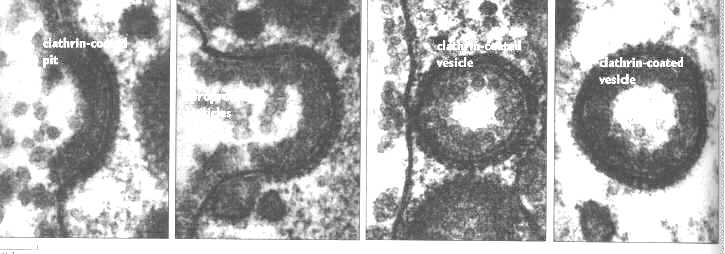 clathrin-coated
pit
clathrin-coated
vesicle
clathrin-coated
vesicle